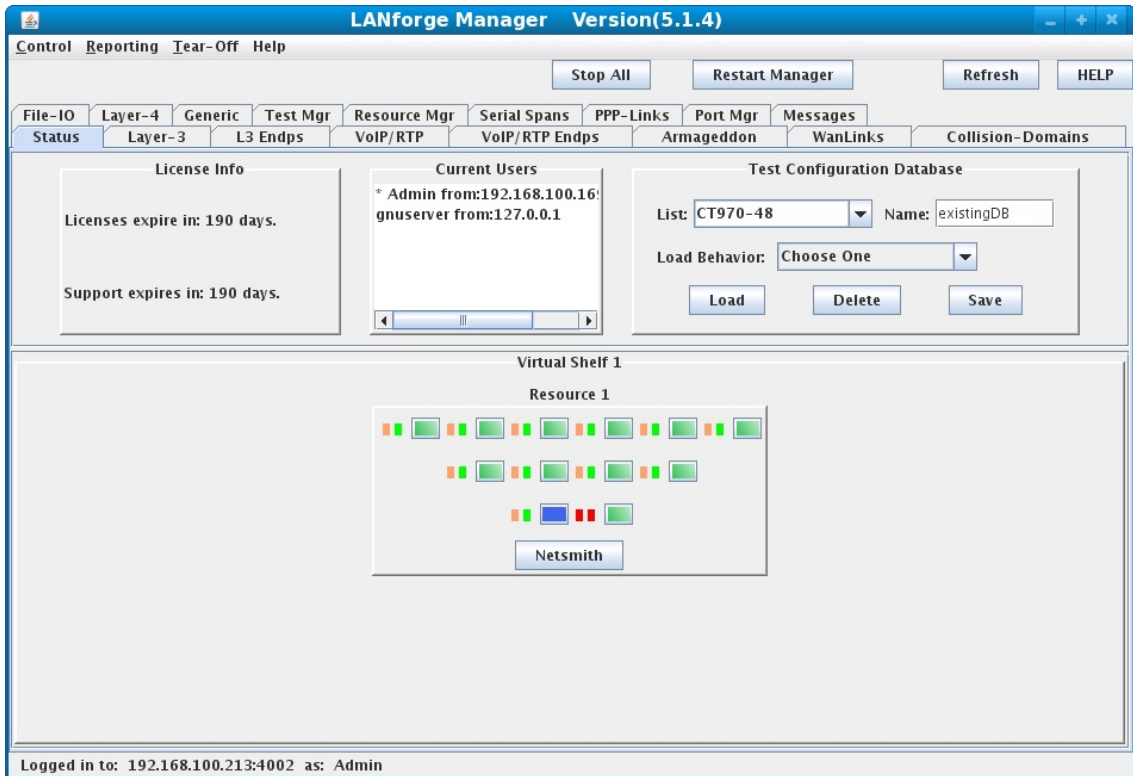 LANforge Manager Version(5.1.4)
Control Reporting Tear-Off Help
Stop All Restart Manager Refresh HELP
File-IO Layer-4 Generic Test Mgr Resource Mgr Serial Spans PPP-Links Port Mgr Messages
Status Layer-3 L3 Endps VoIP/RTP VoIP/RTP Endps Armageddon WanLinks Collision-Domains
License Info
Licenses expire in: 190 days.
Support expires in: 190 days.
Current Users
* Admin from:192.168.100.169
gnuserver from:127.0.0.1
Test Configuration Database
List: CT970-48 Name: existingDB
Load Behavior: Choose One
Load Delete Save
Virtual Shelf 1
Resource 1
Netsmith
Logged in to: 192.168.100.213:4002 as: Admin